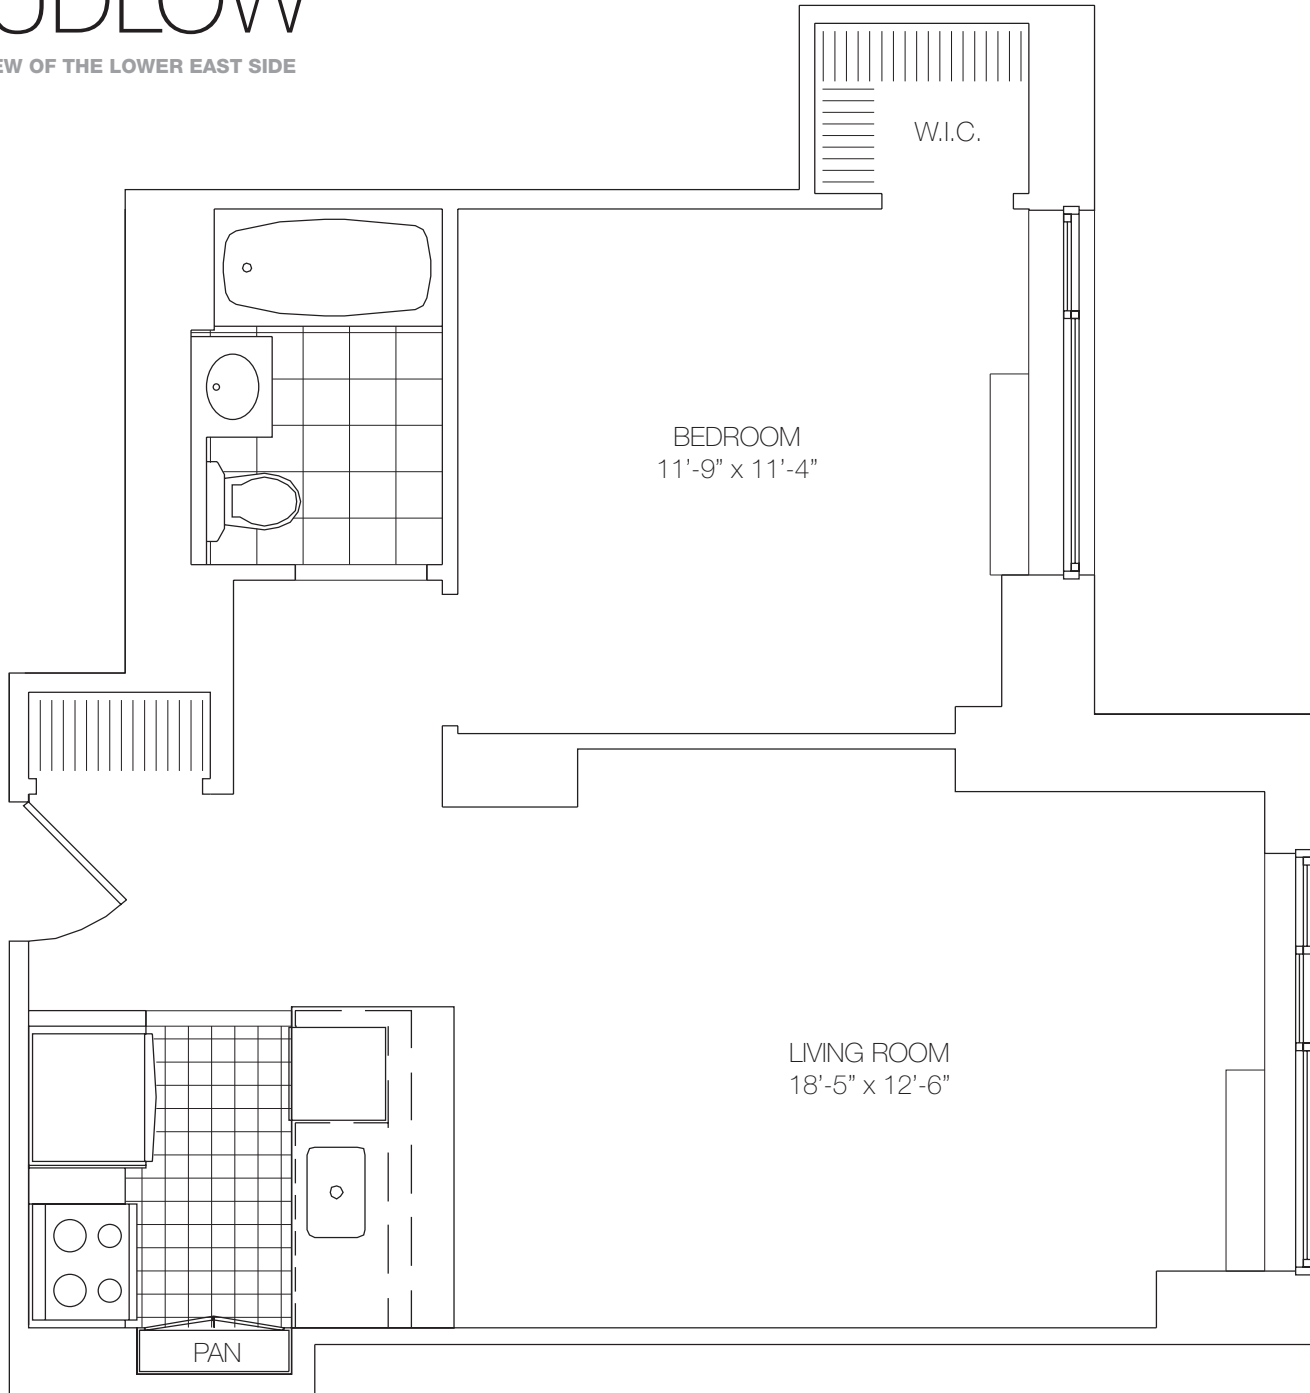 UDLOW
EW OF THE LOWER EAST SIDE
W.I.C.
BEDROOM
11’-9” x 11’-4”
LIVING ROOM
18’-5” x 12’-6”
PAN